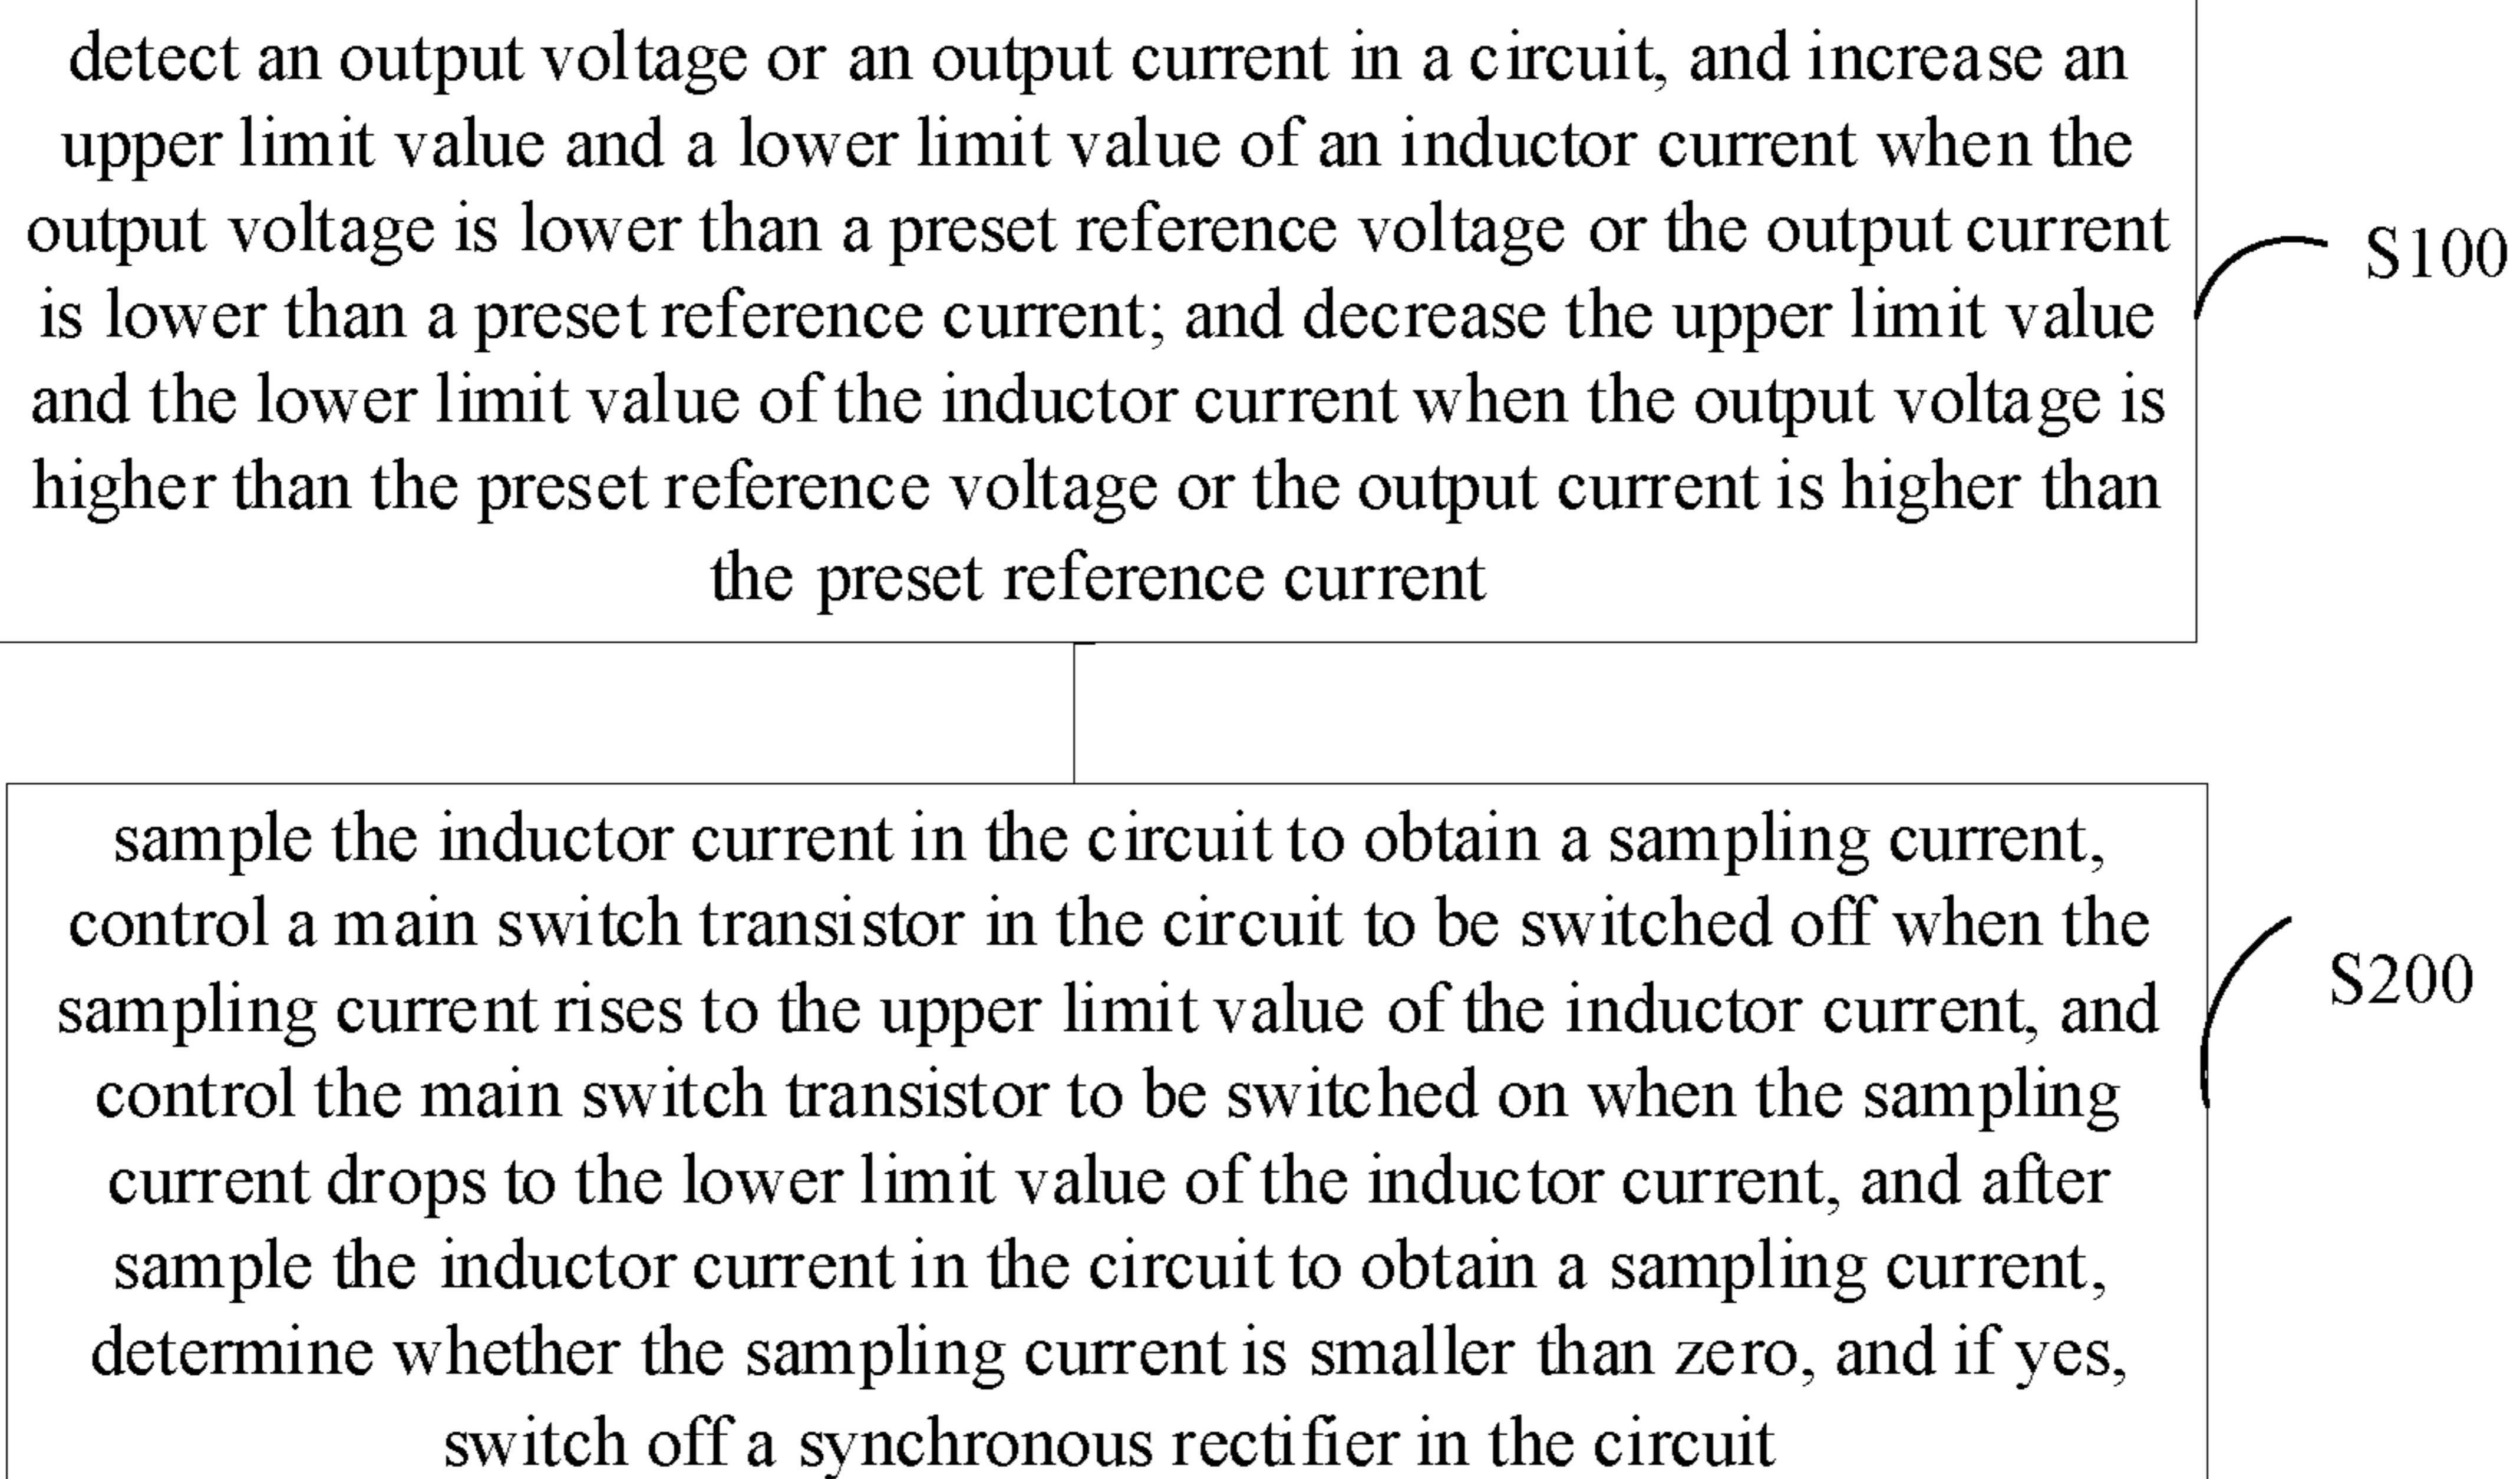 detect an output voltage or an output current in a circuit, and increase an
upper limit value and a lower limit value of an inductor current when the
output voltage is lower than a preset reference voltage or the output current
is lower than a preset reference current; and decrease the upper limit value
and the lower limit value of the inductor current when the output voltage is
higher than the preset reference voltage or the output current is higher than
the preset reference current
S100
sample the inductor current in the circuit to obtain a sampling current,
control a main switch transistor in the circuit to be switched off when the
sampling current rises to the upper limit value of the inductor current, and
control the main switch transistor to be switched on when the sampling
current drops to the lower limit value of the inductor current, and after
sample the inductor current in the circuit to obtain a sampling current,
determine whether the sampling current is smaller than zero, and if yes,
switch off a synchronous rectifier in the circuit
S200